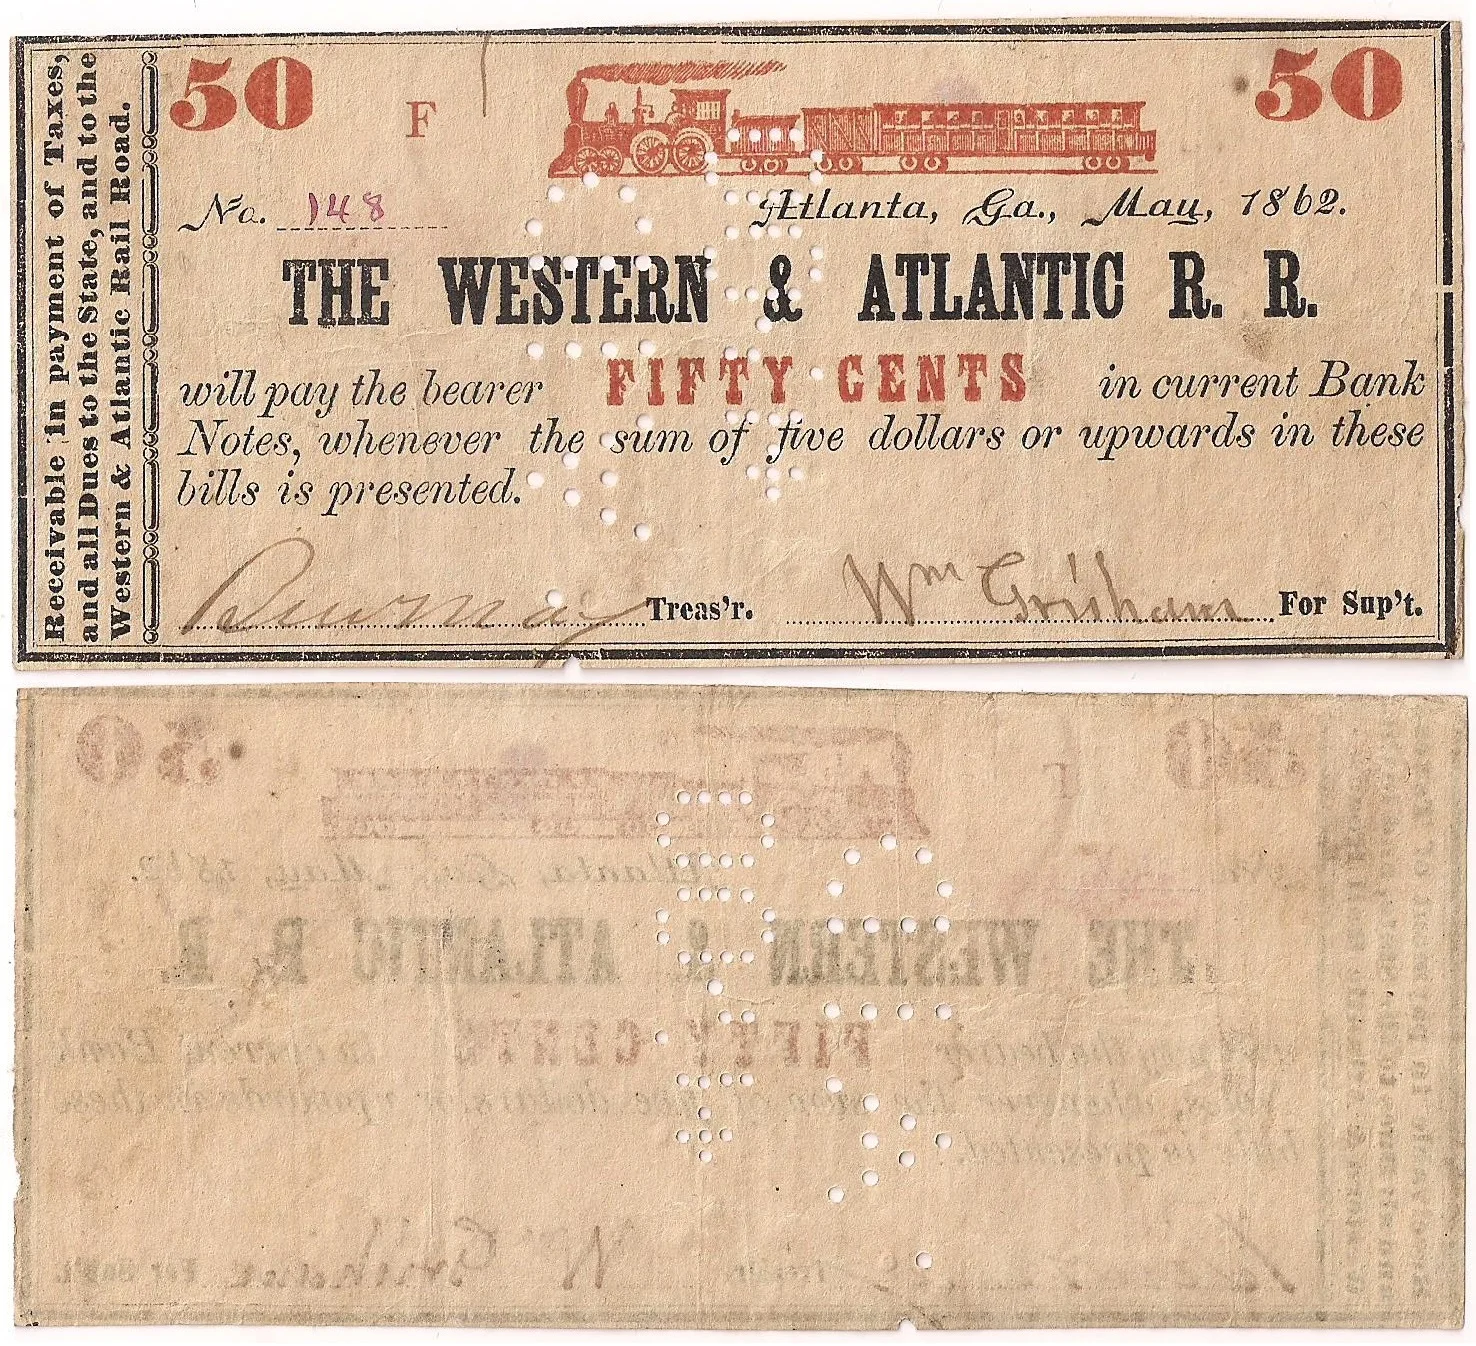 Receivable in payment of Taxes,
and all Dues to the State, and to the
Western & Atlantic Rail Road.
50 F 50
No. 148 Atlanta, Ga., May, 1862.
THE WESTERN & ATLANTIC R. R.
will pay the bearer FIFTY CENTS in current Bank
Notes, whenever the sum of five dollars or upwards in these
bills is presented.
Treas'r. Wm Grisham For Sup't.